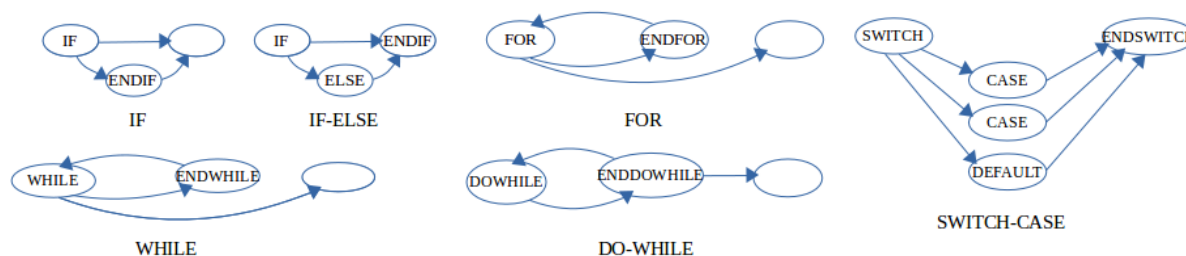 IF
ENDIF
IF
IF
ENDIF
ELSE
IF-ELSE
FOR
ENDFOR
FOR
WHILE
ENDWHILE
WHILE
DOWHILE
ENDDOWHILE
DO-WHILE
SWITCH
ENDSWITCH
CASE
CASE
DEFAULT
SWITCH-CASE